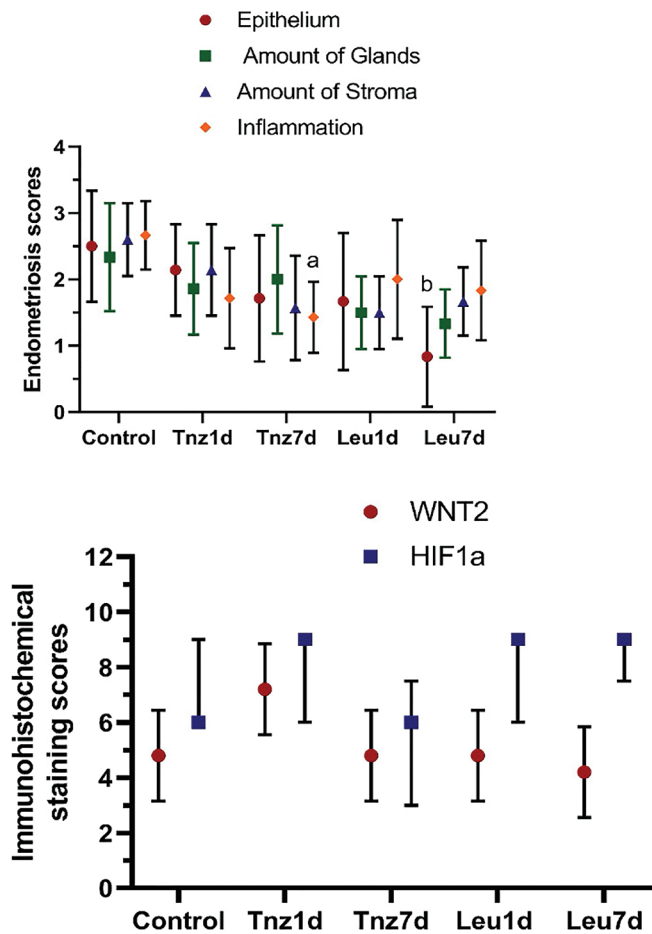 Epithelium
Amount of Glands
Amount of Stroma
Inflammation
Endometriosis scores
4
3
2
1
0
a
b
Control Tnz1d Tnz7d Leu1d Leu7d
WNT2
HIF1a
Immunohistochemical
staining scores
12
10
8
6
4
2
0
Control Tnz1d Tnz7d Leu1d Leu7d